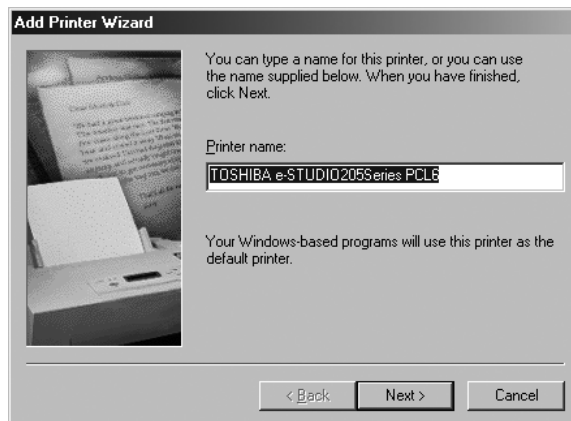 Add Printer Wizard
You can type a name for this printer, or you can use
the name supplied below. When you have finished,
click Next.
Printer name:
TOSHIBA e-STUDIO205Series PCL6
Your Windows-based programs will use this printer as the
default printer.
< Back
Next >
Cancel